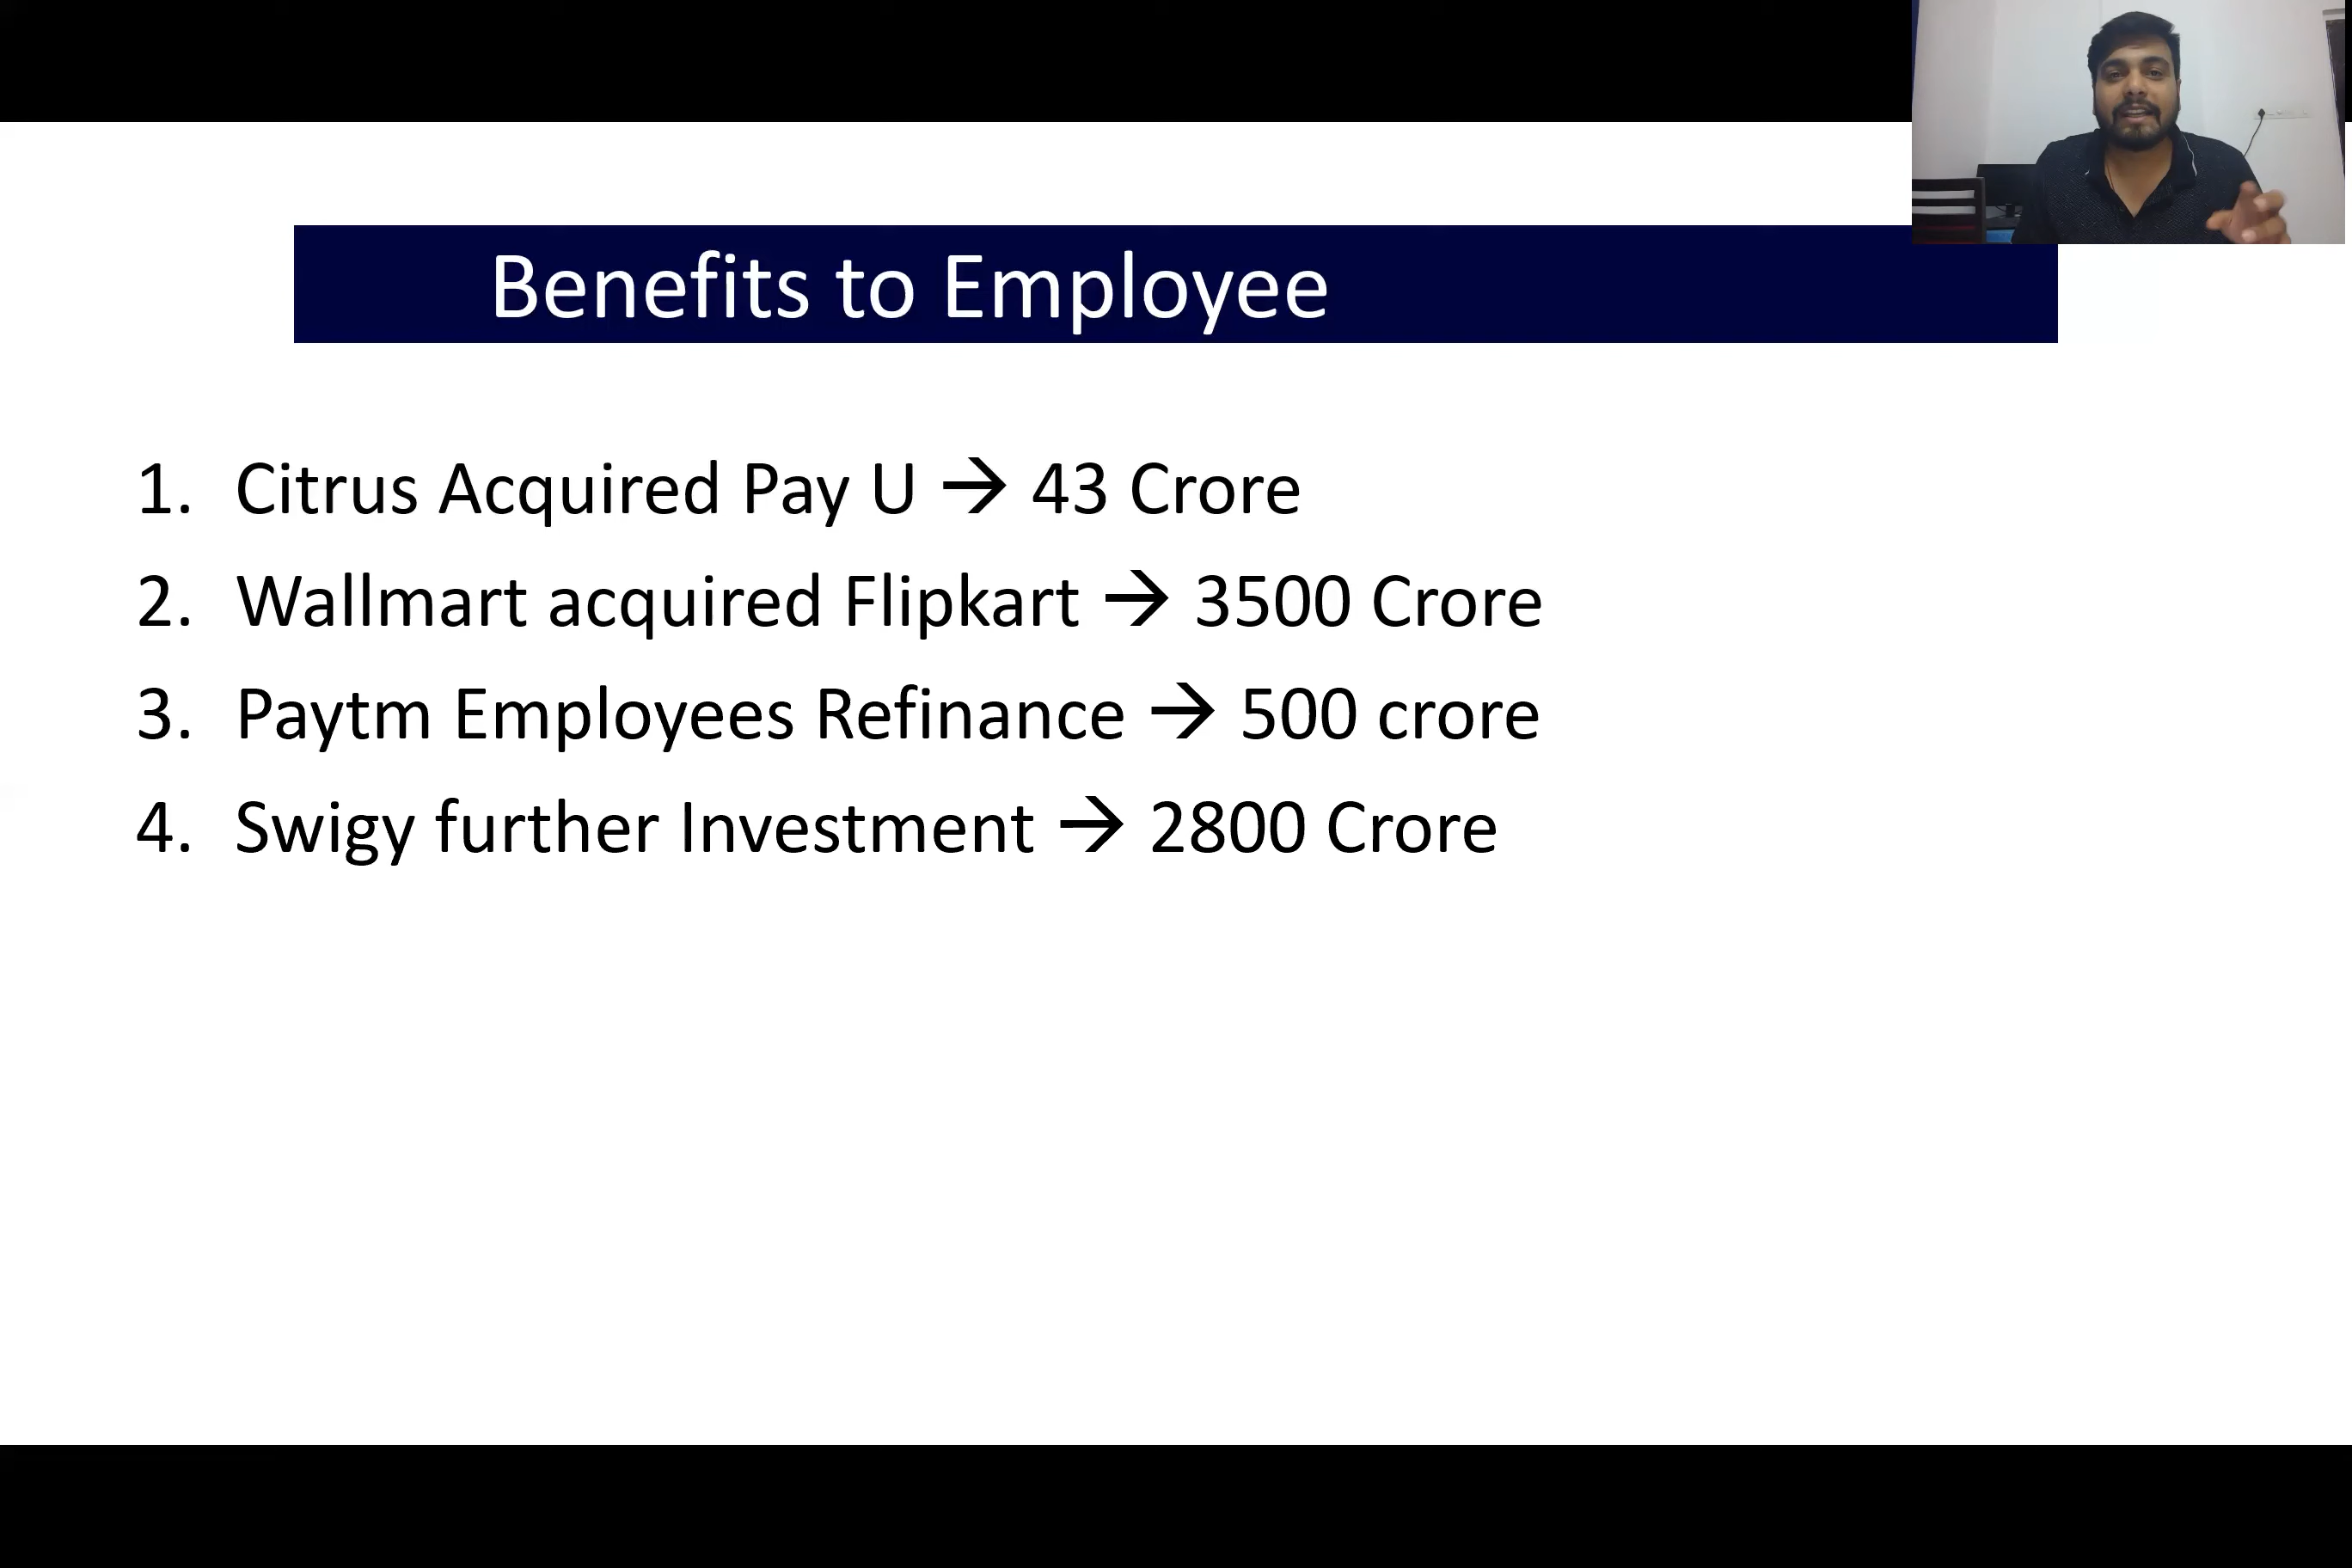 Benefits to Employee
1. Citrus Acquired Pay U → 43 Crore
2. Wallmart acquired Flipkart → 3500 Crore
3. Paytm Employees Refinance → 500 crore
4. Swigy further Investment → 2800 Crore